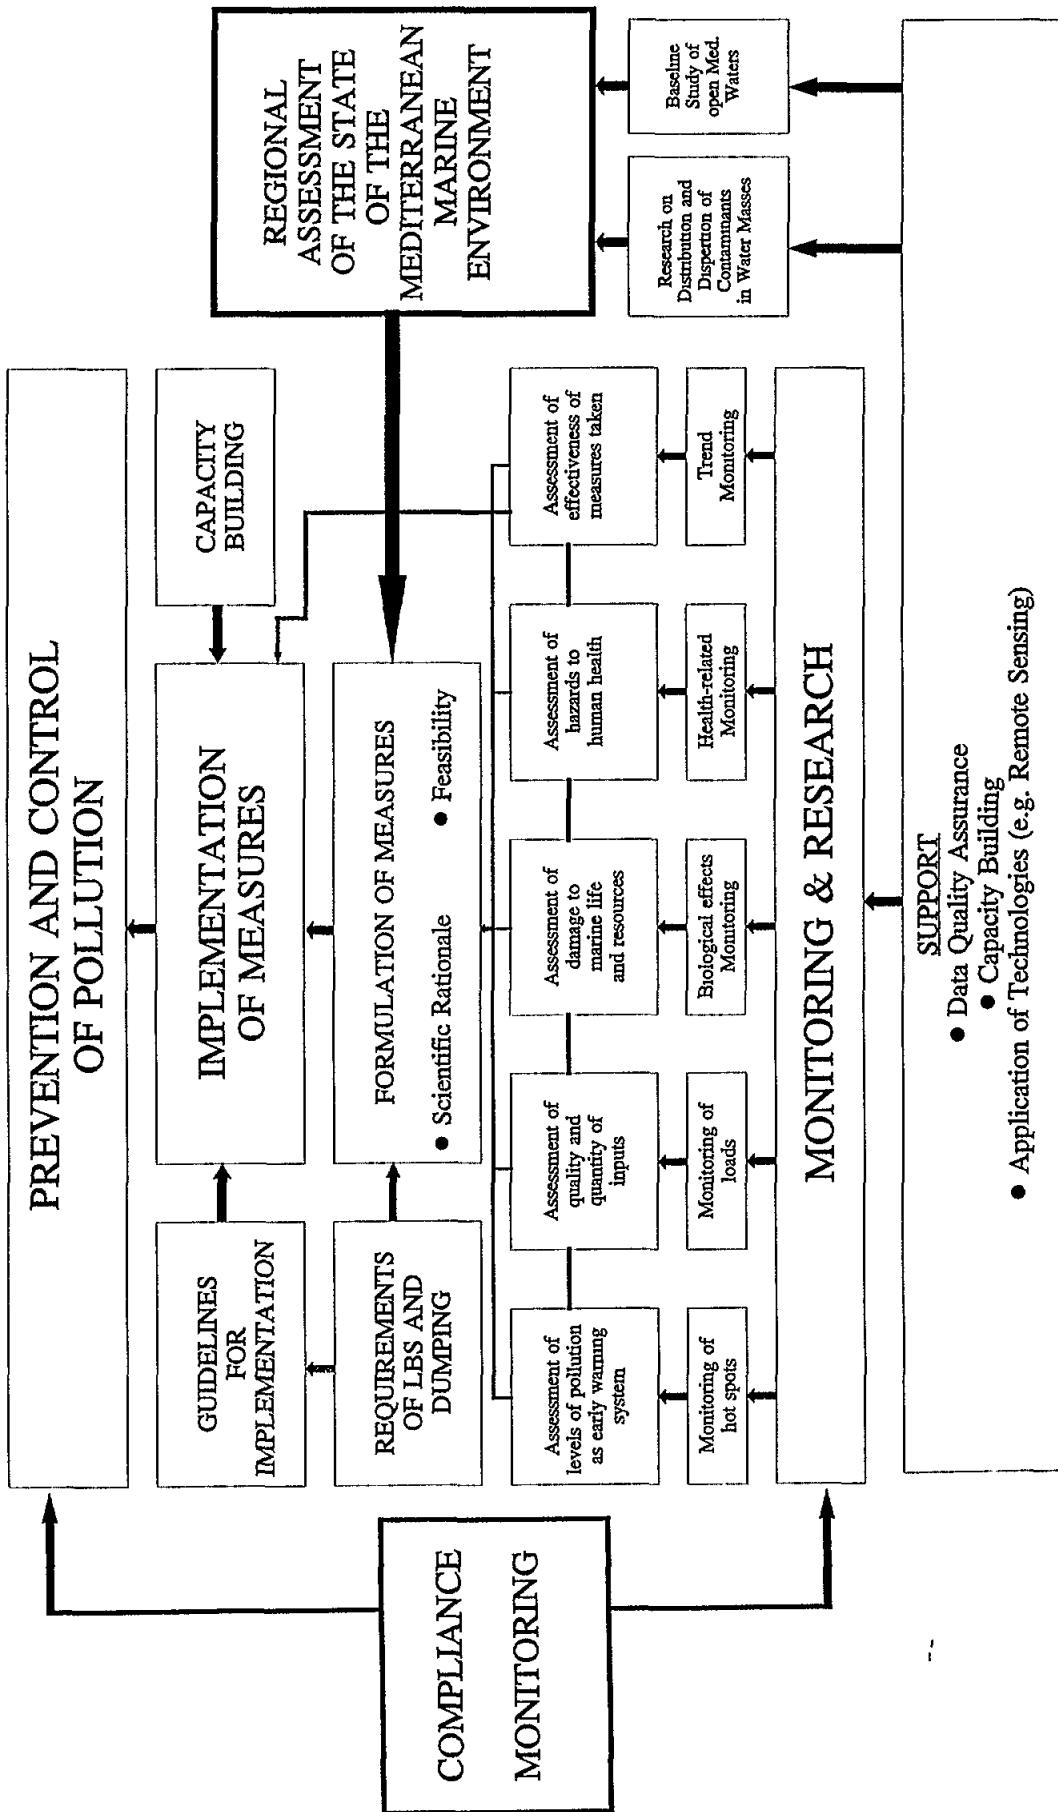 PREVENTION AND CONTROL
OF POLLUTION
GUIDELINES
FOR
IMPLEMENTATION
IMPLEMENTATION
OF MEASURES
CAPACITY
BUILDING
REQUIREMENTS
OF LBS AND
DUMPING
FORMULATION OF MEASURES
● Scientific Rationale
● Feasibility
REGIONAL
ASSESSMENT
OF THE STATE
OF THE
MEDITERRANEAN
MARINE
ENVIRONMENT
COMPLIANCE
MONITORING
Assessment of
levels of pollution
as early warning
system
Assessment of
quality and
quantity of
inputs
Assessment of
damage to
marine life
and resources
Assessment of
hazards to
human health
Assessment of
effectiveness of
measures taken
Monitoring of
hot spots
Monitoring of
loads
Biological effects
Monitoring
Health-related
Monitoring
Trend
Monitoring
Research on
Distribution and
Dispertion of
Contaminants
in Water Masses
Baseline
Study of
open Med.
Waters
MONITORING & RESEARCH
SUPPORT
● Data Quality Assurance
● Capacity Building
● Application of Technologies (e.g. Remote Sensing)